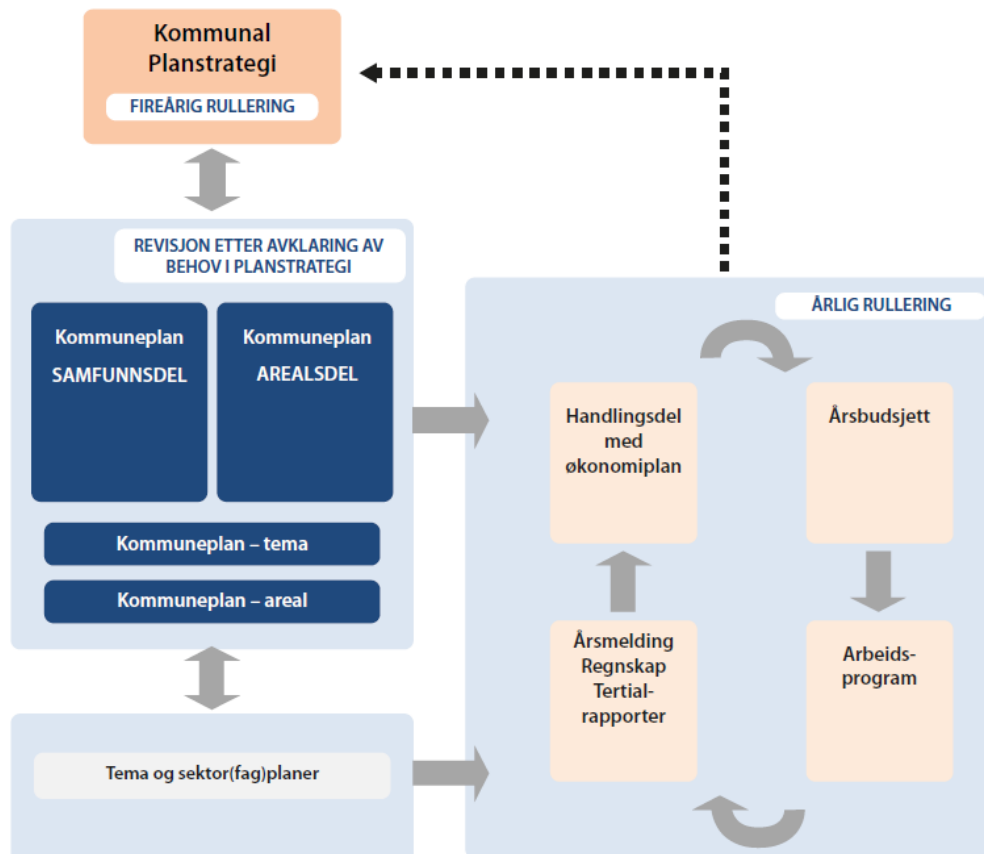 Kommunal
Planstrategi
FIREÅRIG RULLERING
REVISJON ETTER AVKLARING AV
BEHOV I PLANSTRATEGI
Kommuneplan
SAMFUNNSDEL
Kommuneplan
AREALSDEL
Kommuneplan – tema
Kommuneplan – areal
Tema og sektor(fag)planer
ÅRLIG RULLERING
Handlingsdel
med
økonomiplan
Årsbudsjett
Årsmelding
Regnskap
Tertial-
rapporter
Arbeids-
program